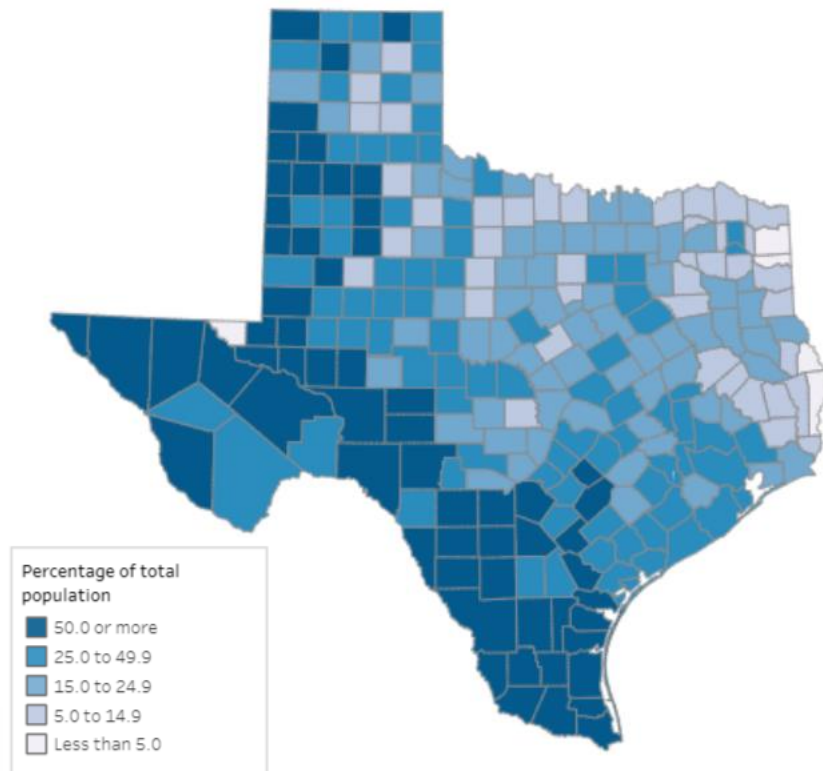 Percentage of total
population
50.0 or more
25.0 to 49.9
15.0 to 24.9
5.0 to 14.9
Less than 5.0